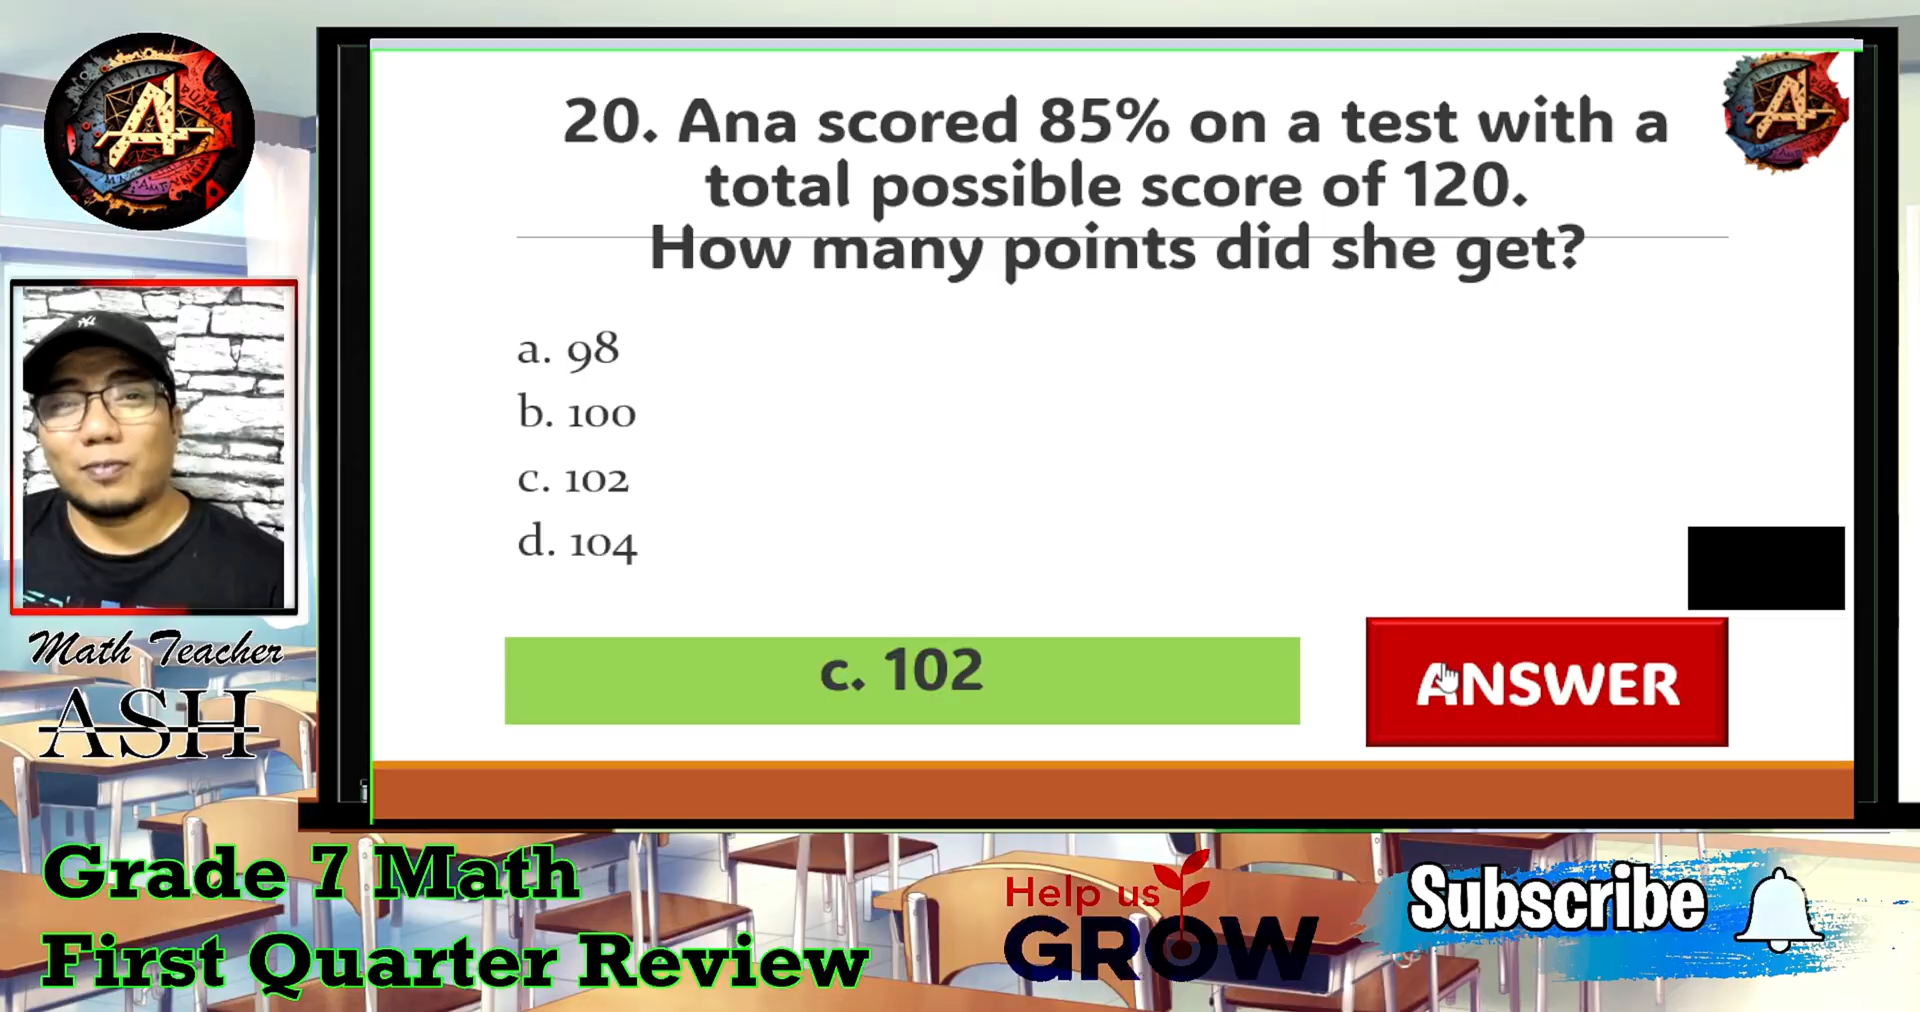 20. Ana scored 85% on a test with a
total possible score of 120.
How many points did she get?
a. 98
b. 100
c. 102
d. 104
c. 102
ANSWER
Math Teacher
ASH
Grade 7 Math
First Quarter Review
Help us
GROW
Subscribe